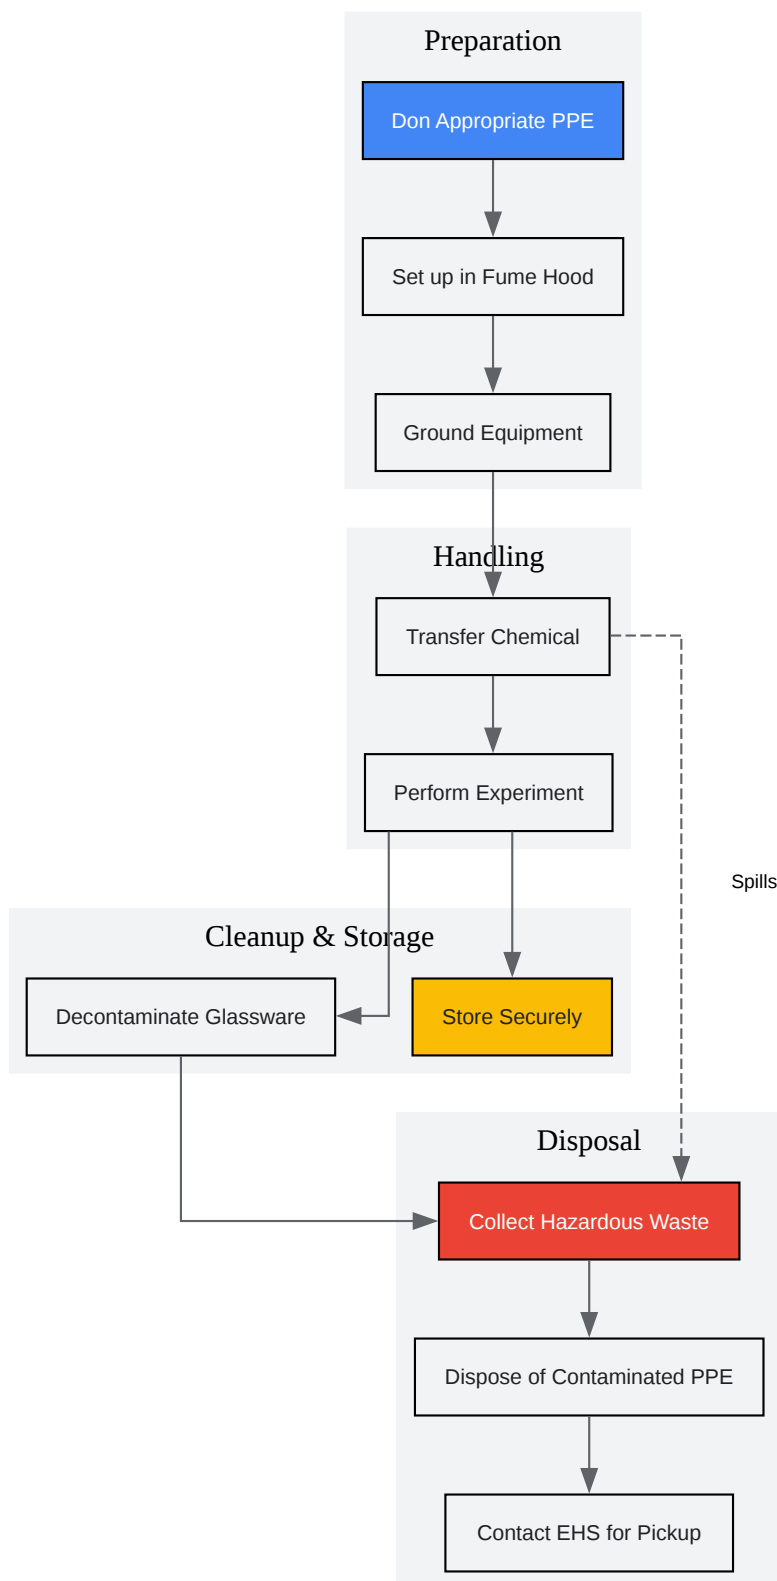 Preparation
Don Appropriate PPE
Set up in Fume Hood
Ground Equipment
Handling
Transfer Chemical
Perform Experiment
Spills
Cleanup & Storage
Decontaminate Glassware
Store Securely
Disposal
Collect Hazardous Waste
Dispose of Contaminated PPE
Contact EHS for Pickup